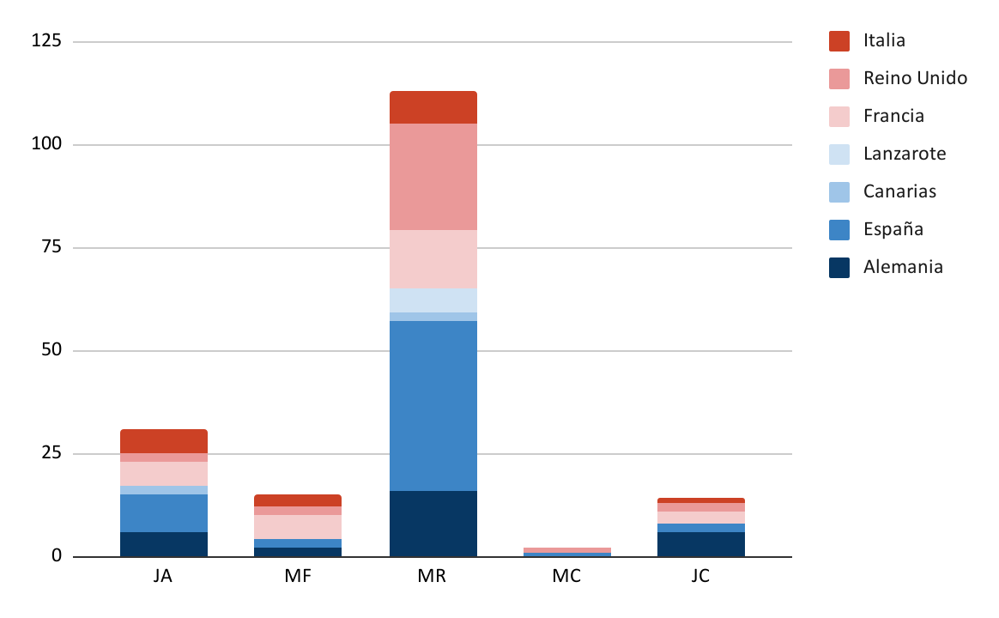 125
100
75
50
25
0
JA
MF
MR
MC
JC
Italia
Reino Unido
Francia
Lanzarote
Canarias
España
Alemania